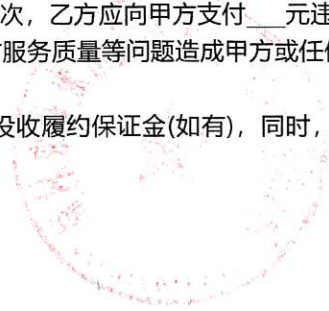 次，乙方应向甲方支付____元违
服务质量等问题造成甲方或任
没收履约保证金(如有)，同时，